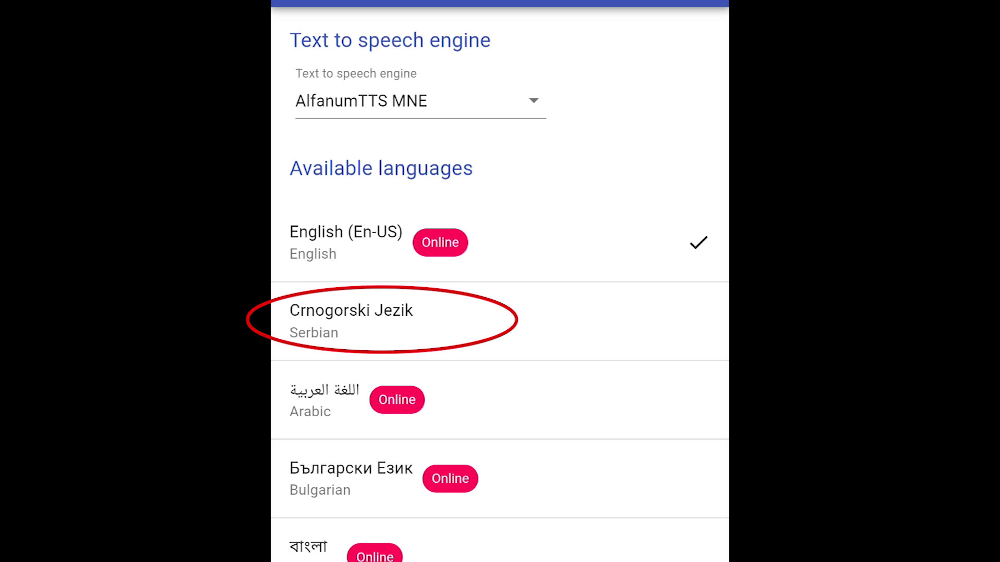 Text to speech engine
Text to speech engine
AlfanumTTS MNE
Available languages
English (En-US)
Online
English
Crnogorski Jezik
Serbian
اللغة العربية
Online
Arabic
Български Език
Online
Bulgarian
বাংলা
Online